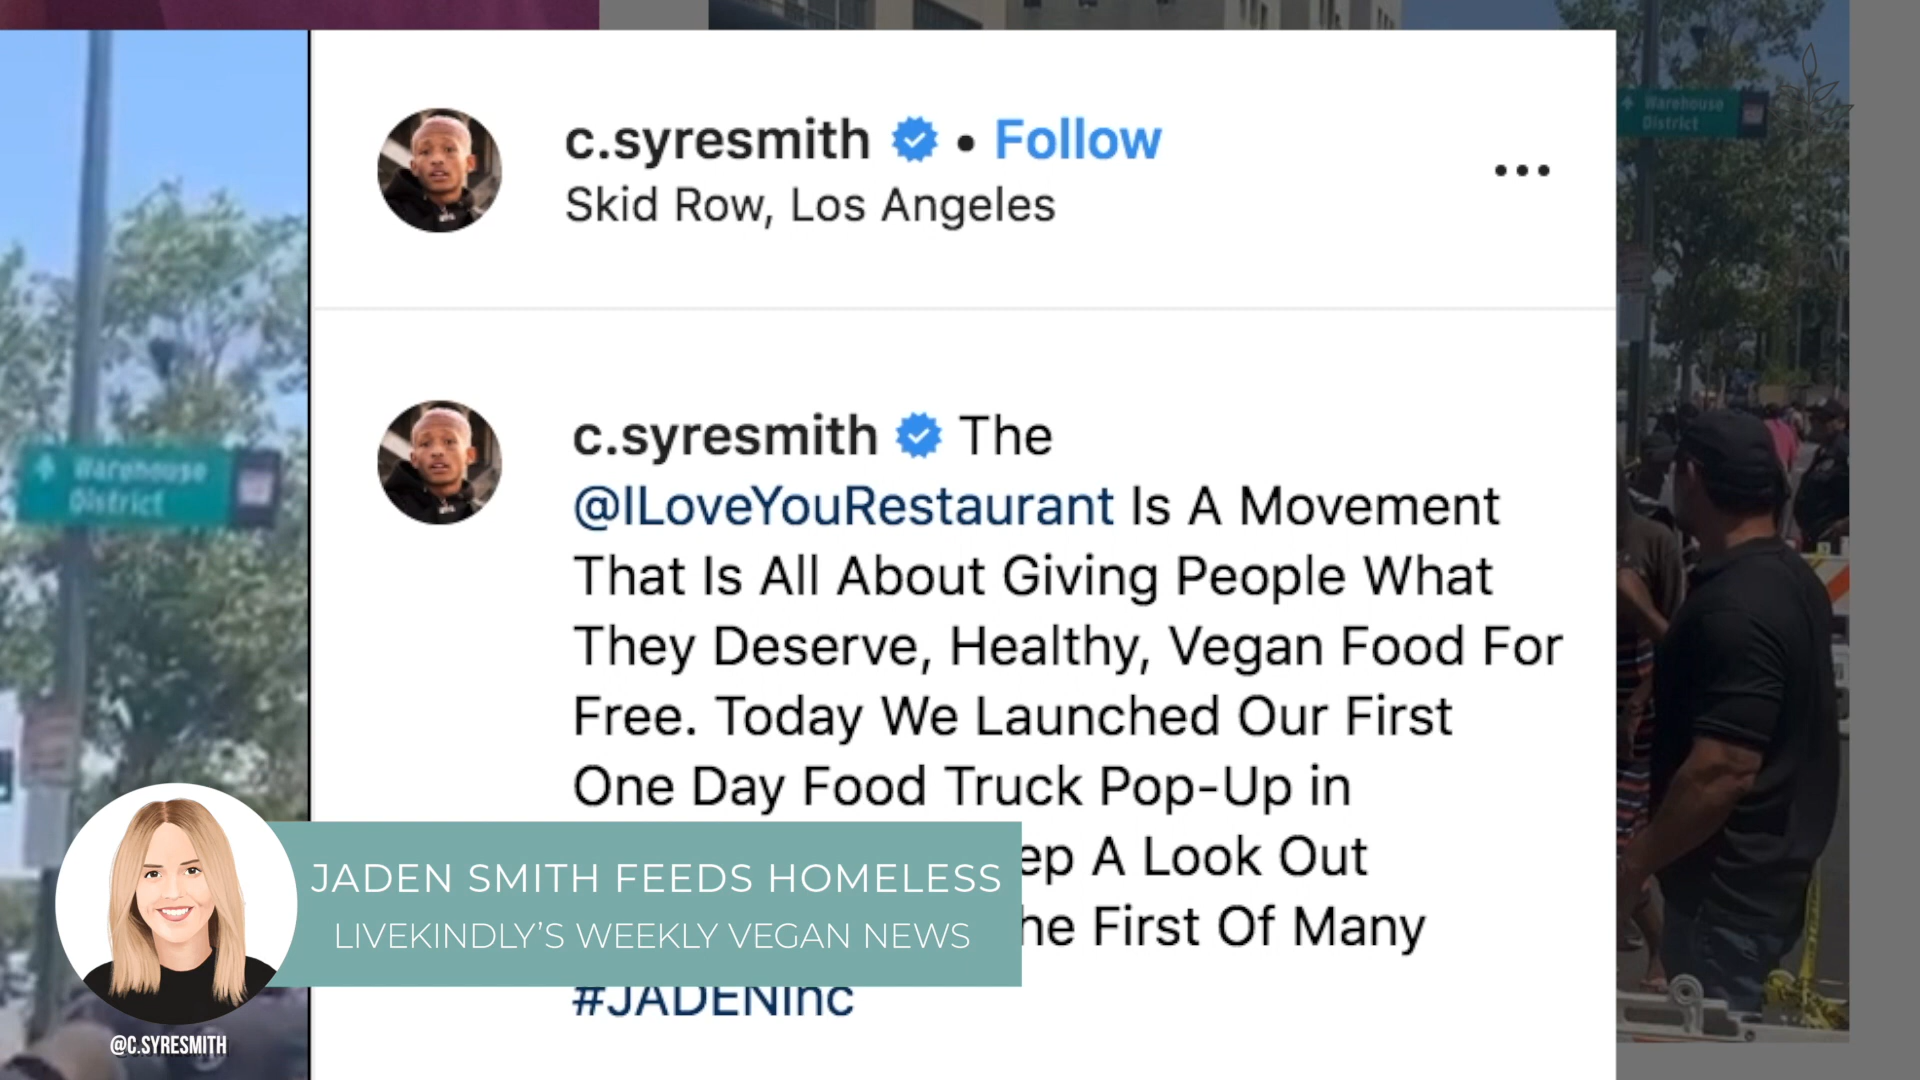 c.syresmith • Follow
Skid Row, Los Angeles
c.syresmith The
@ILoveYouRestaurant Is A Movement
That Is All About Giving People What
They Deserve, Healthy, Vegan Food For
Free. Today We Launched Our First
One Day Food Truck Pop-Up in
A Look Out
First Of Many
#JADENinc
JADEN SMITH FEEDS HOMELESS
LIVEKINDLY'S WEEKLY VEGAN NEWS
@C.SYRESMITH
Warehouse
District
Warehouse
District